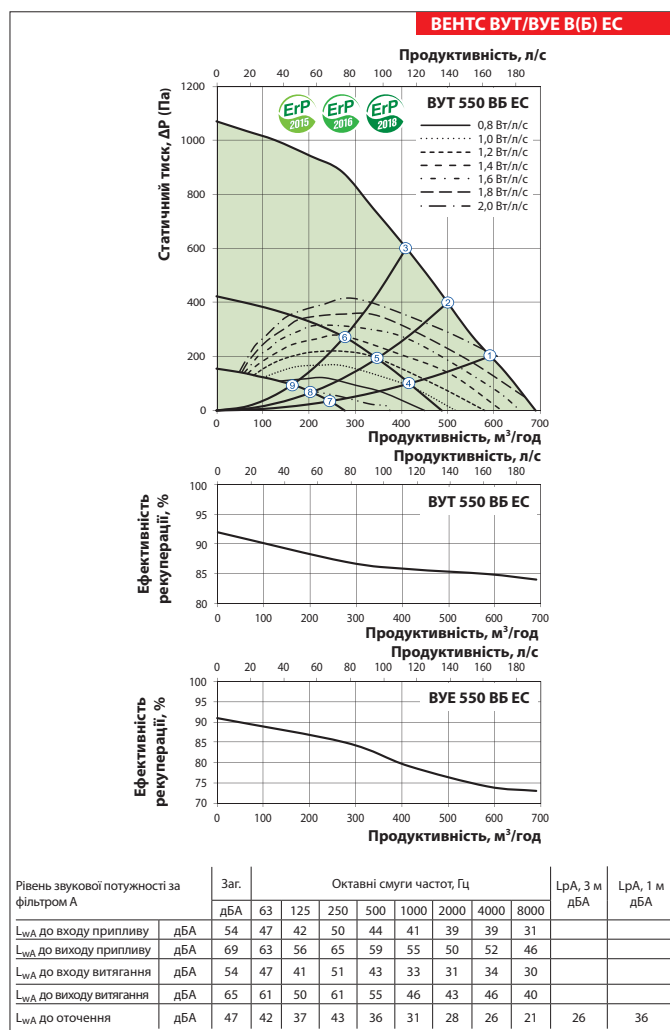 ВЕНТС ВУТ/ВУЕ В(Б) ЕС
Продуктивність, л/с
0 20 40 60 80 100 120 140 160 180
Статичний тиск, ΔP (Па)
1200
1000
800
600
400
200
0
ErP 2015
ErP 2016
ErP 2018
ВУТ 550 ВБ ЕС
0,8 Вт/л/с
1,0 Вт/л/с
1,2 Вт/л/с
1,4 Вт/л/с
1,6 Вт/л/с
1,8 Вт/л/с
2,0 Вт/л/с
3
2
1
6
5
4
9
8
7
0 100 200 300 400 500 600 700
Продуктивність, м³/год
Продуктивність, л/с
0 20 40 60 80 100 120 140 160 180
Ефективність рекуперації, %
100
95
90
85
80
ВУТ 550 ВБ ЕС
0 100 200 300 400 500 600 700
Продуктивність, м³/год
Продуктивність, л/с
0 20 40 60 80 100 120 140 160 180
Ефективність рекуперації, %
100
95
90
85
80
75
70
ВУЕ 550 ВБ ЕС
0 100 200 300 400 500 600 700
Продуктивність, м³/год
Рівень звукової потужності за фільтром А Заг. Октавні смуги частот, Гц LpA, 3 м дБА LpA, 1 м дБА
дБА 63 125 250 500 1000 2000 4000 8000
LwA до входу припливу дБА 54 47 42 50 44 41 39 39 31
LwA до виходу припливу дБА 69 63 56 65 59 55 50 52 46
LwA до входу витягання дБА 54 47 41 51 43 33 31 34 30
LwA до виходу витягання дБА 65 61 50 61 55 46 43 46 40
LwA до оточення дБА 47 42 37 43 36 31 28 26 21 26 36